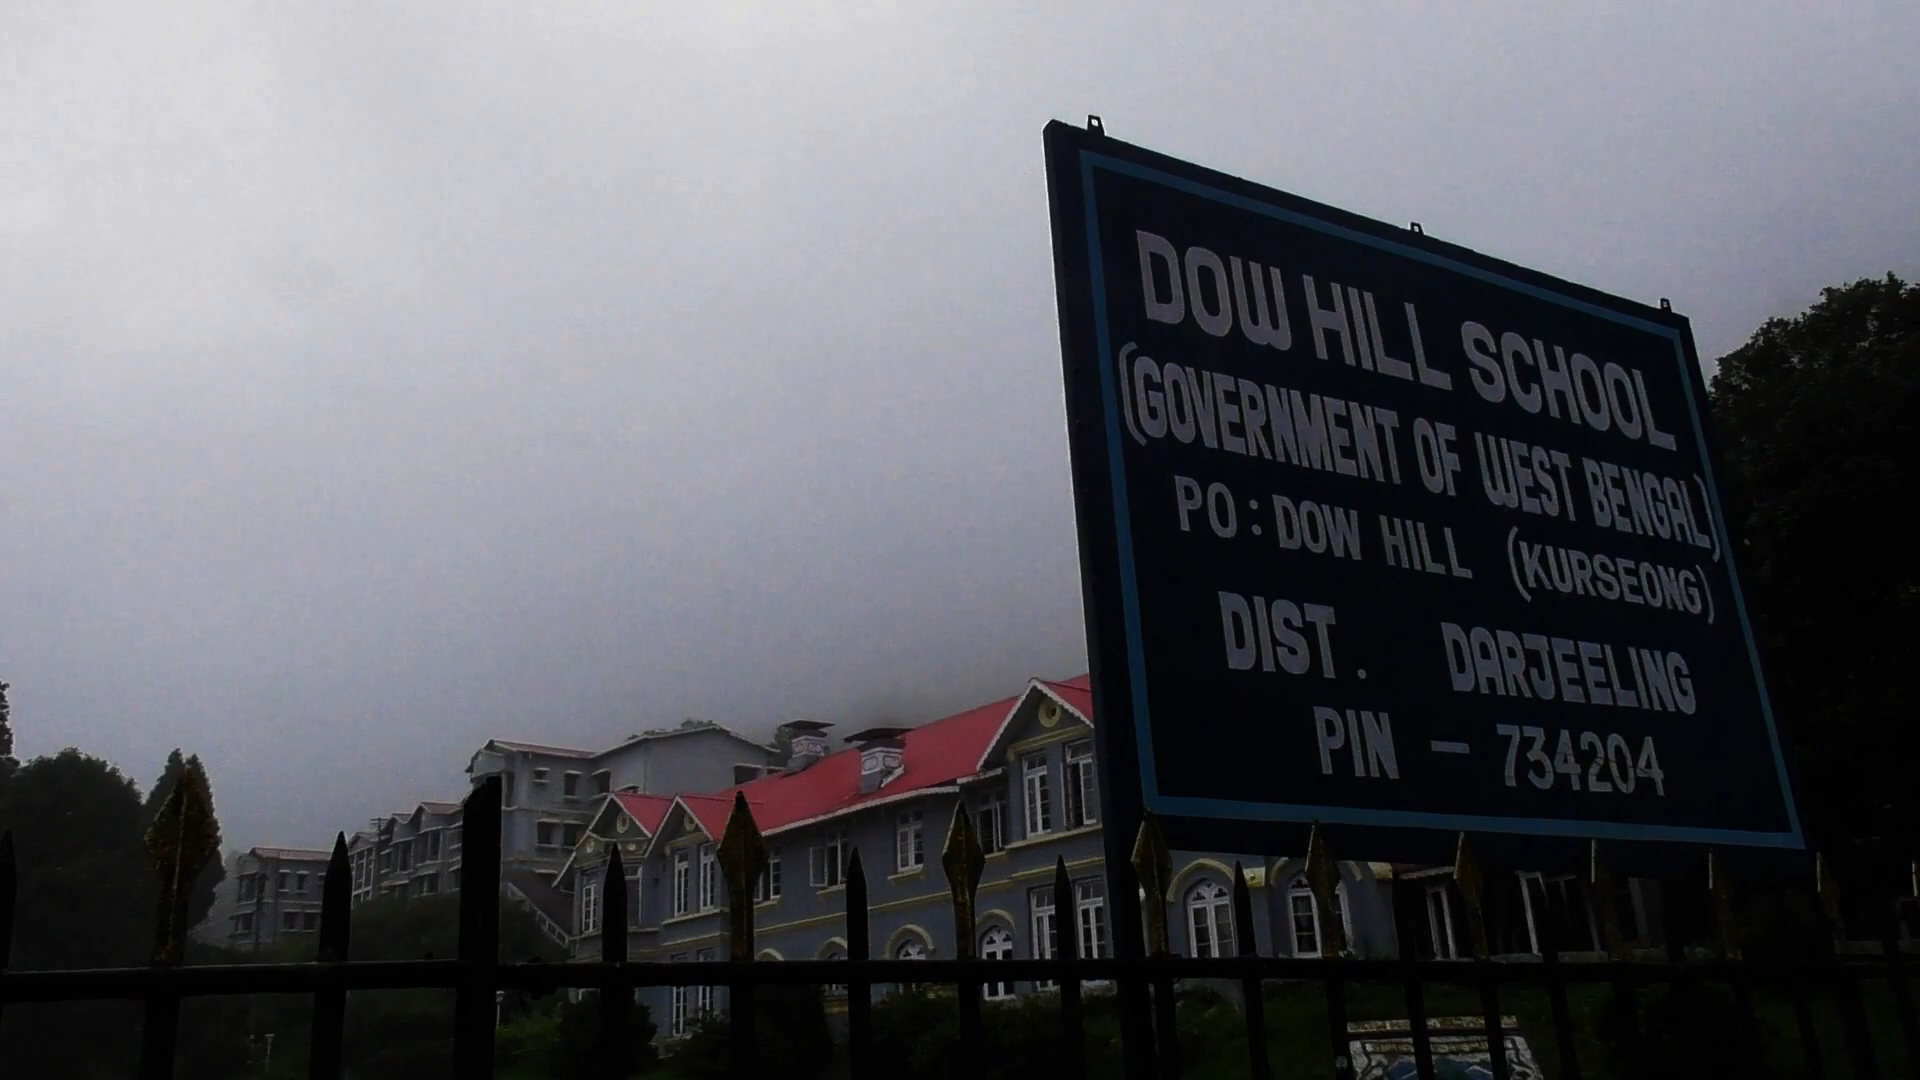 DOW HILL SCHOOL
(GOVERNMENT OF WEST BENGAL)
PO : DOW HILL (KURSEONG)
DIST. DARJEELING
PIN - 734204